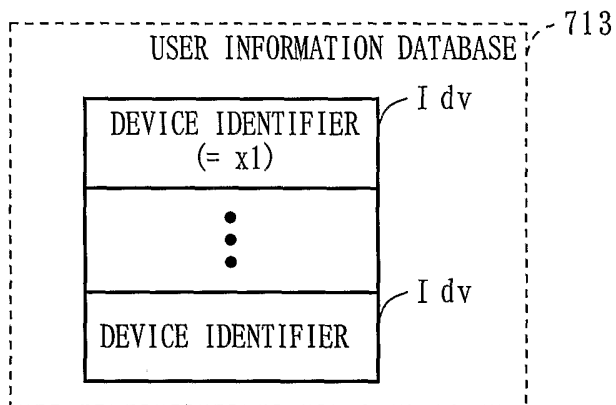 713
USER INFORMATION DATABASE
I dv
DEVICE IDENTIFIER
(= x1)
I dv
DEVICE IDENTIFIER